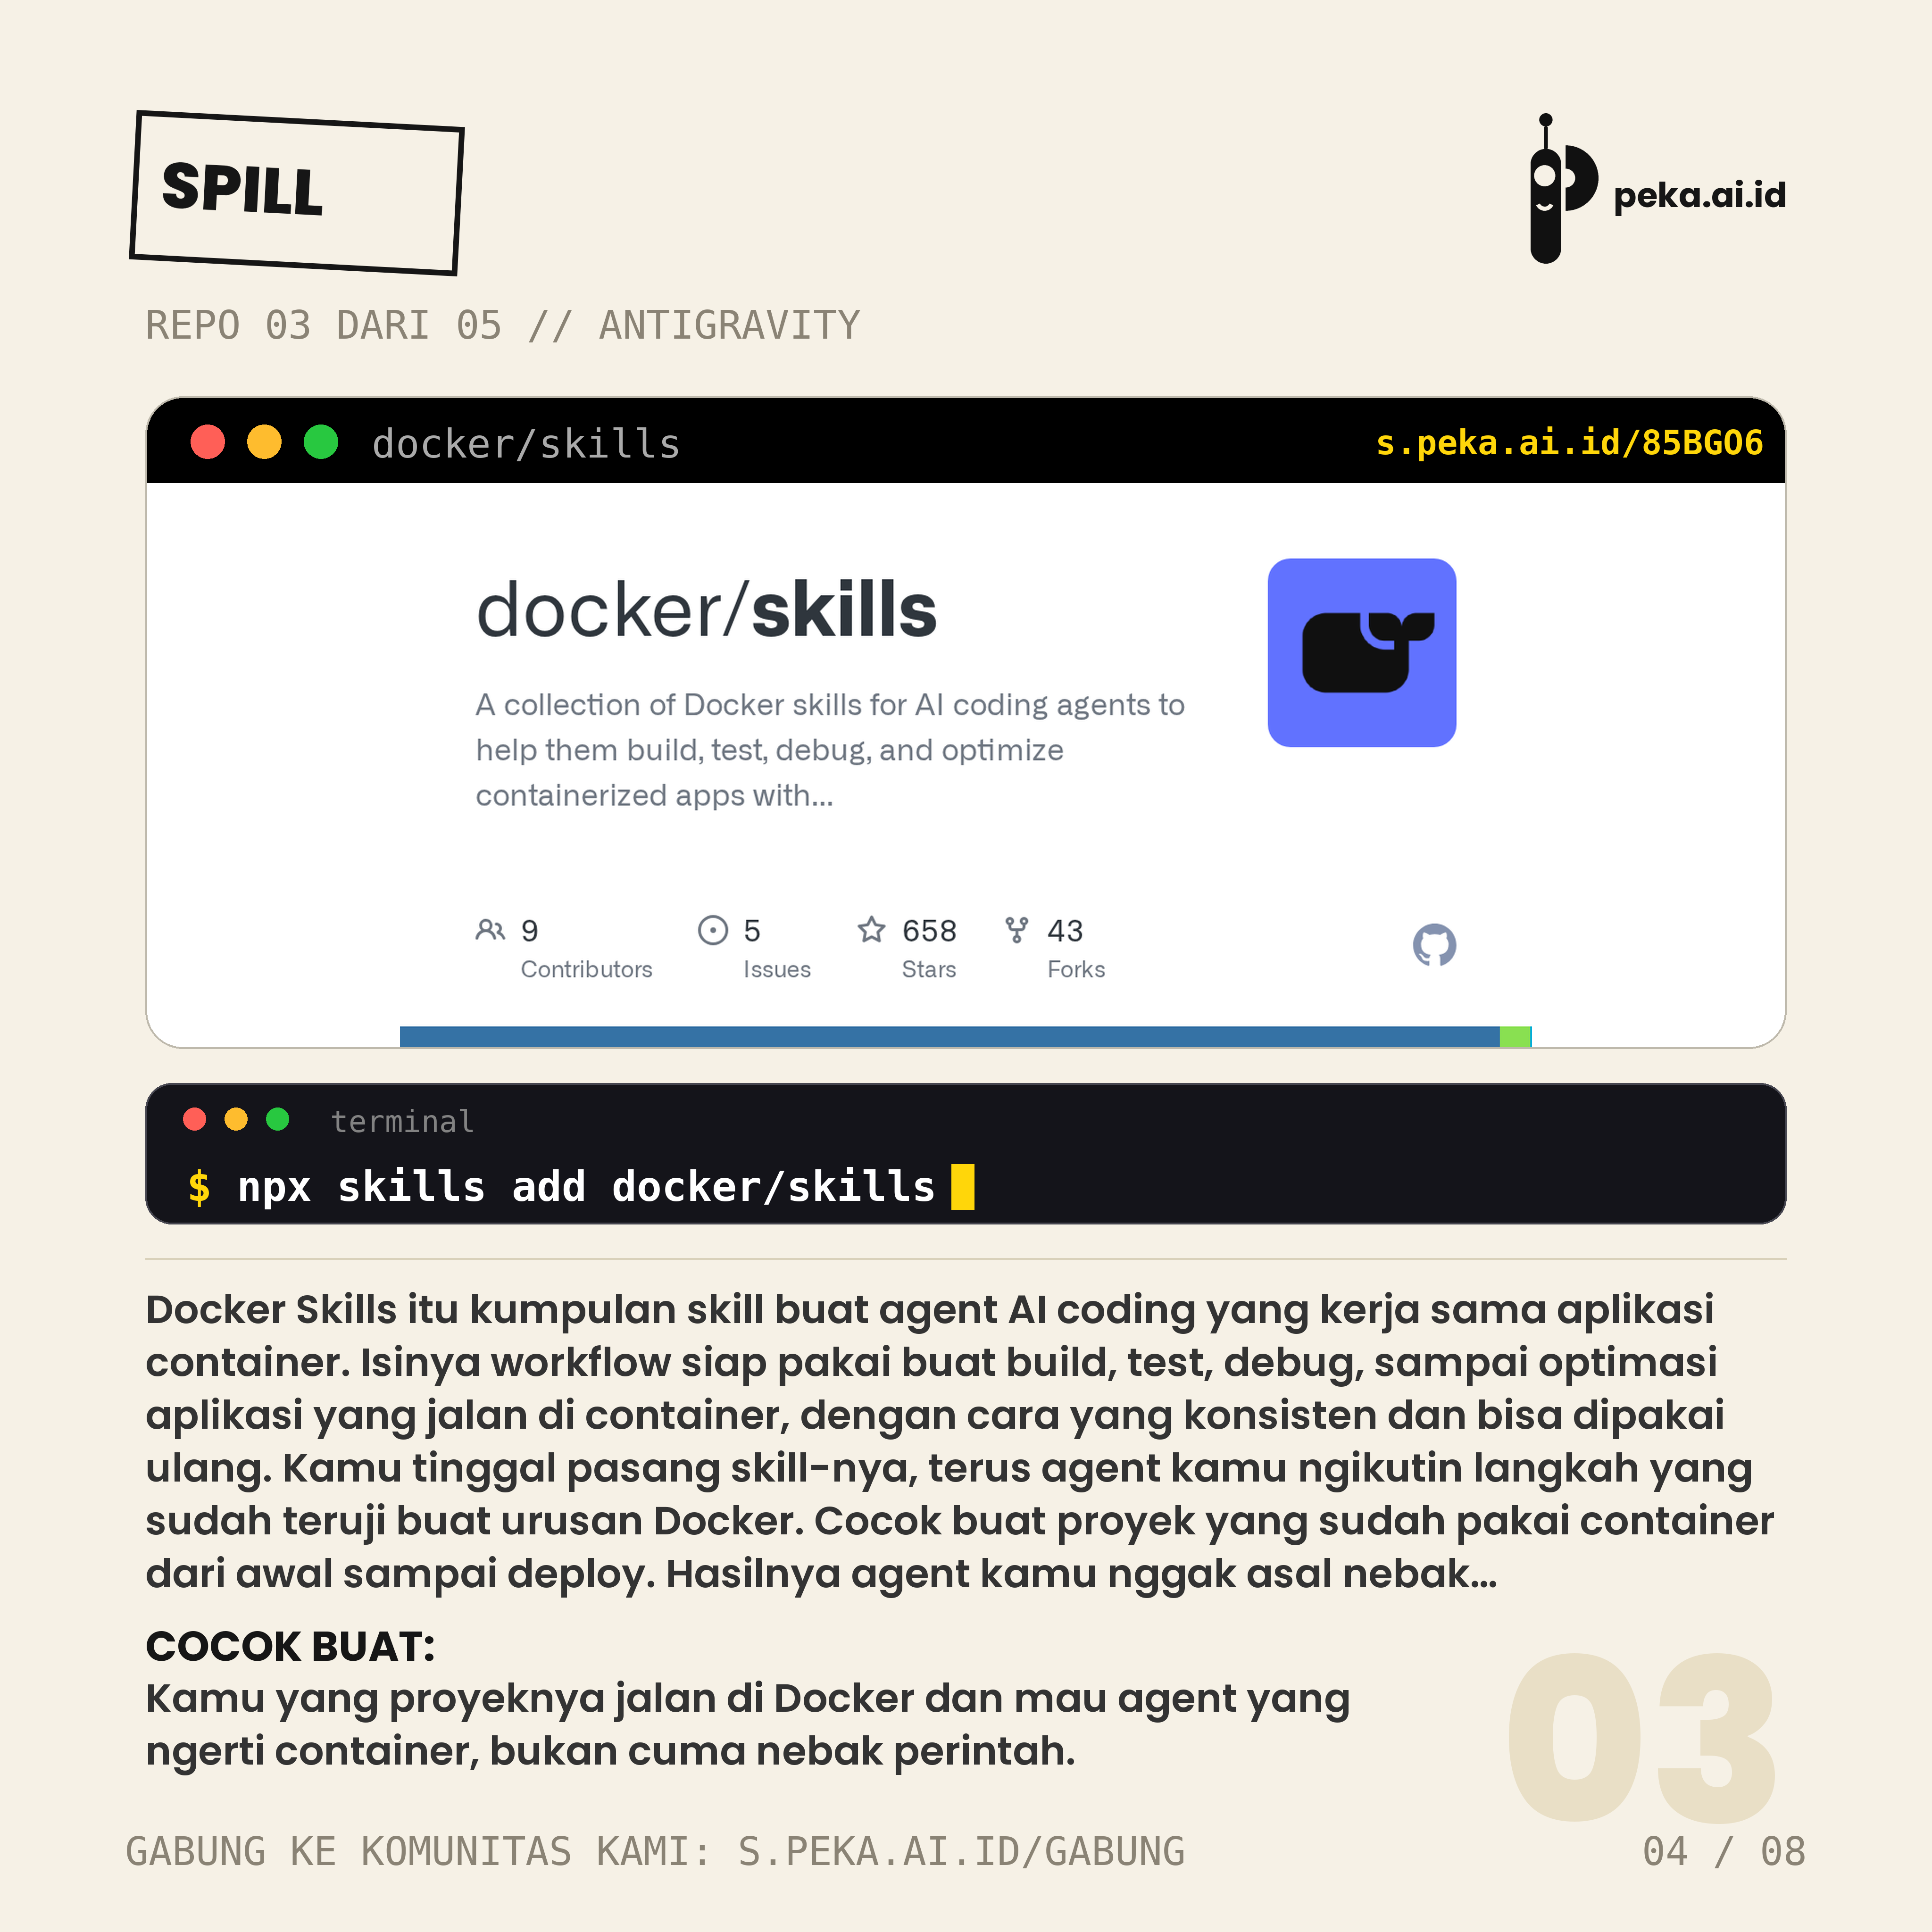 SPILL
peka.ai.id
REPO 03 DARI 05 // ANTIGRAVITY
docker/skills
s.peka.ai.id/85BGO6
docker/skills
A collection of Docker skills for AI coding agents to
help them build, test, debug, and optimize
containerized apps with...
9
Contributors
5
Issues
658
Stars
43
Forks
terminal
$ npx skills add docker/skills
Docker Skills itu kumpulan skill buat agent AI coding yang kerja sama aplikasi
container. Isinya workflow siap pakai buat build, test, debug, sampai optimasi
aplikasi yang jalan di container, dengan cara yang konsisten dan bisa dipakai
ulang. Kamu tinggal pasang skill-nya, terus agent kamu ngikutin langkah yang
sudah teruji buat urusan Docker. Cocok buat proyek yang sudah pakai container
dari awal sampai deploy. Hasilnya agent kamu nggak asal nebak...
COCOK BUAT:
Kamu yang proyeknya jalan di Docker dan mau agent yang
ngerti container, bukan cuma nebak perintah.
03
GABUNG KE KOMUNITAS KAMI: S.PEKA.AI.ID/GABUNG
04 / 08